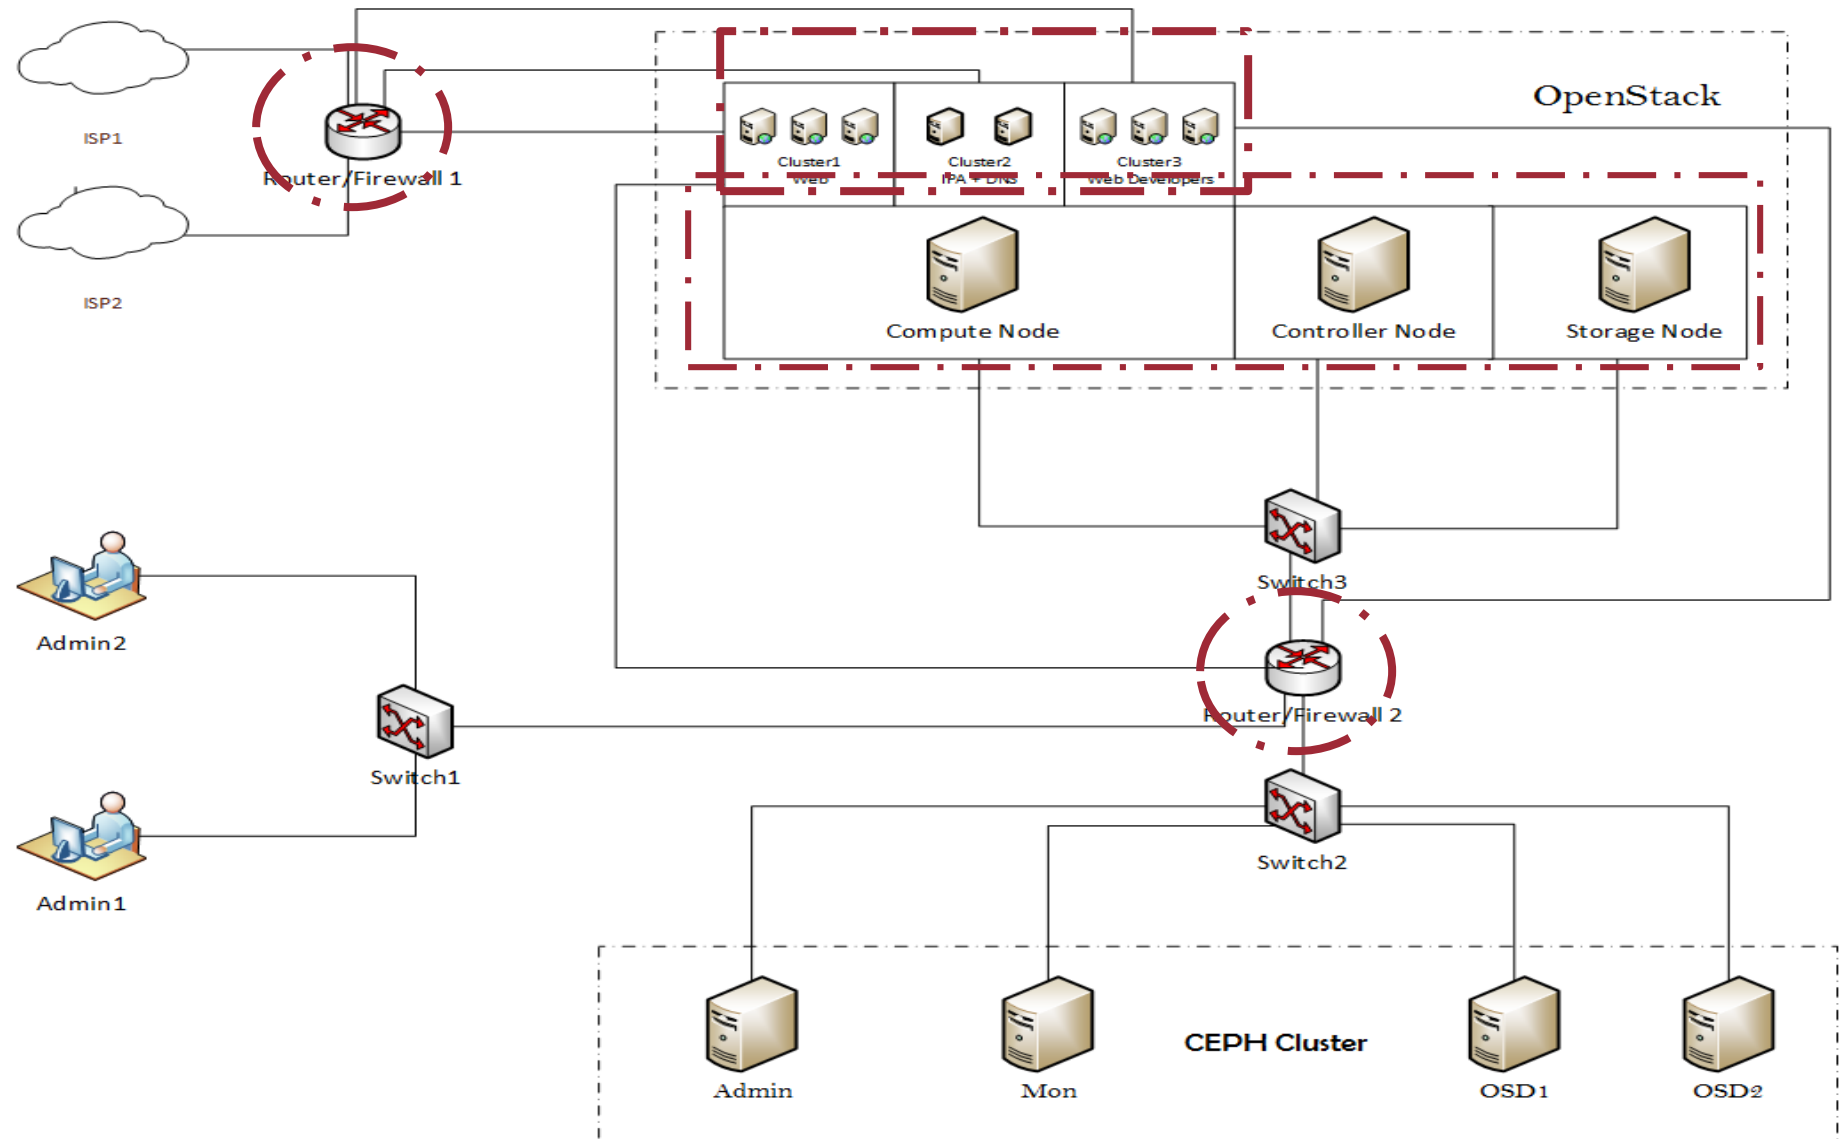 ISP1
Router/Firewall 1
ISP2
OpenStack
Cluster1
Web
Cluster2
IPA + DNS
Cluster3
Web Developers
Compute Node
Controller Node
Storage Node
Switch3
Admin2
Router/Firewall 2
Switch1
Switch2
Admin1
CEPH Cluster
Admin
Mon
OSD1
OSD2